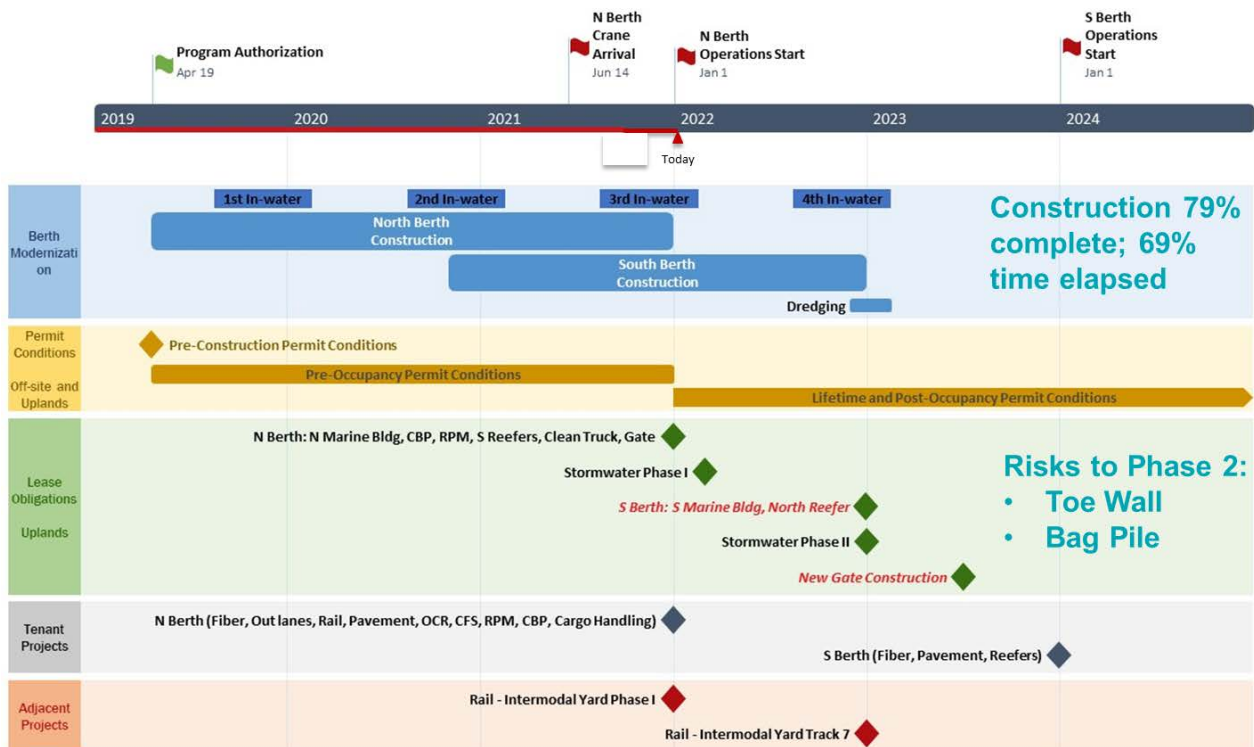 N Berth
Crane
Arrival
Jun 14
Program Authorization
Apr 19
N Berth
Operations Start
Jan 1
S Berth
Operations
Start
Jan 1
2019
2020
2021
2022
2023
2024
Today
Berth
Modernizati
on
1st In-water
2nd In-water
3rd In-water
4th In-water
North Berth
Construction
South Berth
Construction
Dredging
Construction 79%
complete; 69%
time elapsed
Permit
Conditions
Off-site and
Uplands
Pre-Construction Permit Conditions
Pre-Occupancy Permit Conditions
Lifetime and Post-Occupancy Permit Conditions
Lease
Obligations
Uplands
N Berth: N Marine Bldg, CBP, RPM, S Reefers, Clean Truck, Gate
Stormwater Phase I
S Berth: S Marine Bldg, North Reefer
Stormwater Phase II
New Gate Construction
Risks to Phase 2:
• Toe Wall
• Bag Pile
Tenant
Projects
N Berth (Fiber, Out lanes, Rail, Pavement, OCR, CFS, RPM, CBP, Cargo Handling)
S Berth (Fiber, Pavement, Reefers)
Adjacent
Projects
Rail - Intermodal Yard Phase I
Rail - Intermodal Yard Track 7